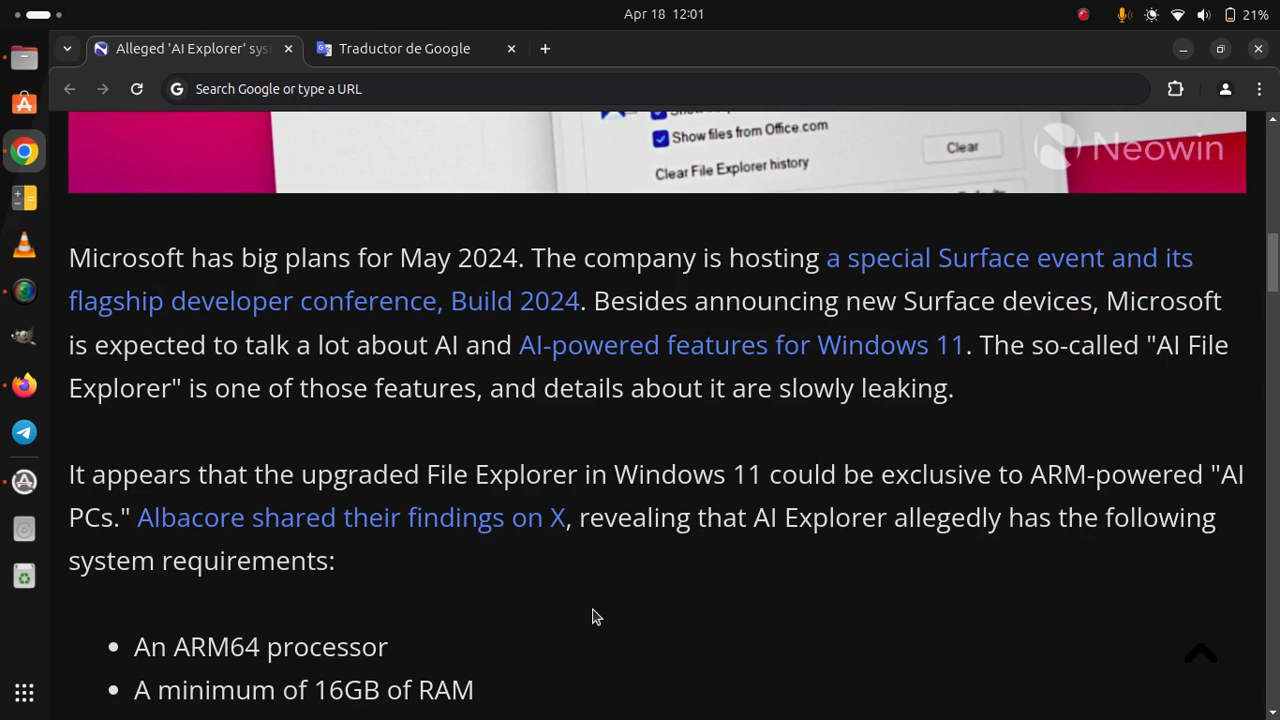 Apr 18 12:01
21%
Alleged 'AI Explorer' sys
Traductor de Google
Search Google or type a URL
Show files from Office.com
Clear File Explorer history
Clear
Neowin
Microsoft has big plans for May 2024. The company is hosting a special Surface event and its
flagship developer conference, Build 2024. Besides announcing new Surface devices, Microsoft
is expected to talk a lot about AI and AI-powered features for Windows 11. The so-called "AI File
Explorer" is one of those features, and details about it are slowly leaking.
It appears that the upgraded File Explorer in Windows 11 could be exclusive to ARM-powered "AI
PCs." Albacore shared their findings on X, revealing that AI Explorer allegedly has the following
system requirements:
• An ARM64 processor
• A minimum of 16GB of RAM